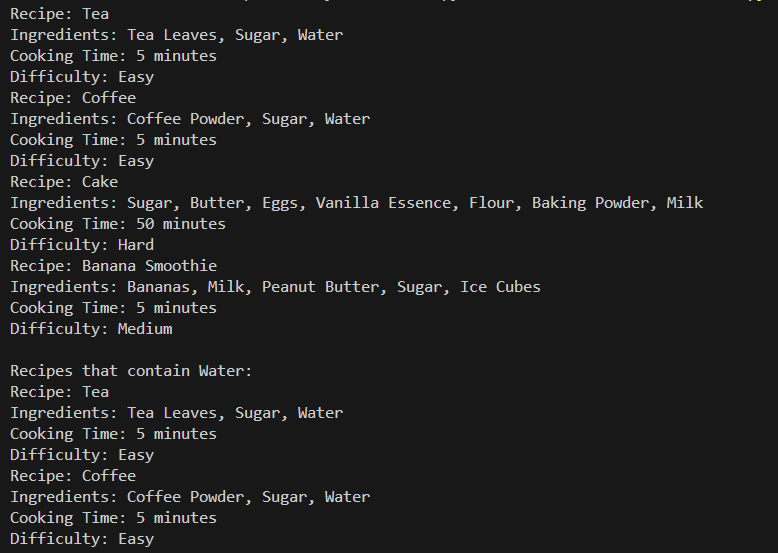 Recipe: Tea
Ingredients: Tea Leaves, Sugar, Water
Cooking Time: 5 minutes
Difficulty: Easy
Recipe: Coffee
Ingredients: Coffee Powder, Sugar, Water
Cooking Time: 5 minutes
Difficulty: Easy
Recipe: Cake
Ingredients: Sugar, Butter, Eggs, Vanilla Essence, Flour, Baking Powder, Milk
Cooking Time: 50 minutes
Difficulty: Hard
Recipe: Banana Smoothie
Ingredients: Bananas, Milk, Peanut Butter, Sugar, Ice Cubes
Cooking Time: 5 minutes
Difficulty: Medium
Recipes that contain Water:
Recipe: Tea
Ingredients: Tea Leaves, Sugar, Water
Cooking Time: 5 minutes
Difficulty: Easy
Recipe: Coffee
Ingredients: Coffee Powder, Sugar, Water
Cooking Time: 5 minutes
Difficulty: Easy